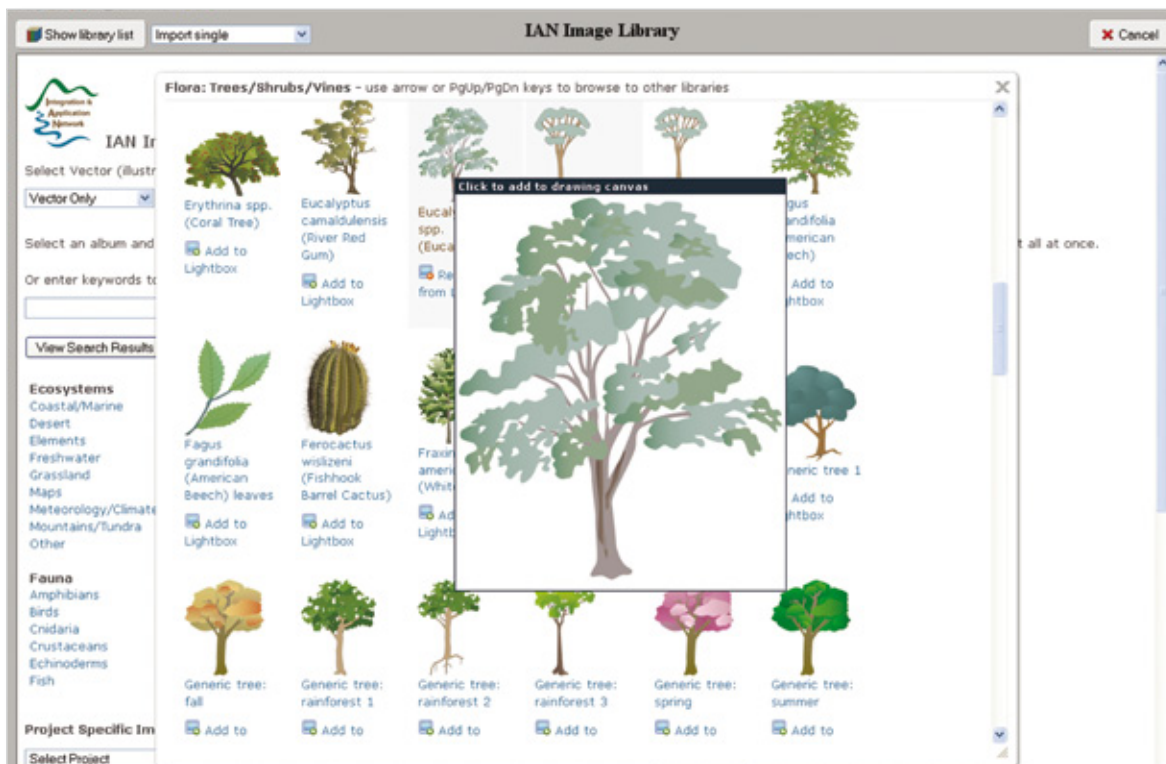 Show library list
Import single
IAN Image Library
Cancel
Integration &
Application
Network
IAN
Select Vector (illustr
Vector Only
Select an album and
t all at once.
Or enter keywords to
View Search Results
Ecosystems
Coastal/Marine
Desert
Elements
Freshwater
Grassland
Maps
Meteorology/Climate
Mountains/Tundra
Other
Fauna
Amphibians
Birds
Cnidaria
Crustaceans
Echinoderms
Fish
Project Specific Im
Select Project
Flora: Trees/Shrubs/Vines - use arrow or PgUp/PgDn keys to browse to other libraries
Erythrina spp.
(Coral Tree)
Add to
Lightbox
Eucalyptus
camaldulensis
(River Red
Gum)
Add to
Lightbox
Eucal
spp.
(Euca
Re
from L
Click to add to drawing canvas
gus
andifolia
merican
ech)
Add to
htbox
Fagus
grandifolia
(American
Beech) leaves
Add to
Lightbox
Ferocactus
wislizeni
(Fishhook
Barrel Cactus)
Add to
Lightbox
Fraxin
ameri
(White
Ad
Lightb
neric tree 1
Add to
htbox
Generic tree:
fall
Add to
Generic tree:
rainforest 1
Add to
Generic tree:
rainforest 2
Add to
Generic tree:
rainforest 3
Add to
Generic tree:
spring
Add to
Generic tree:
summer
Add to